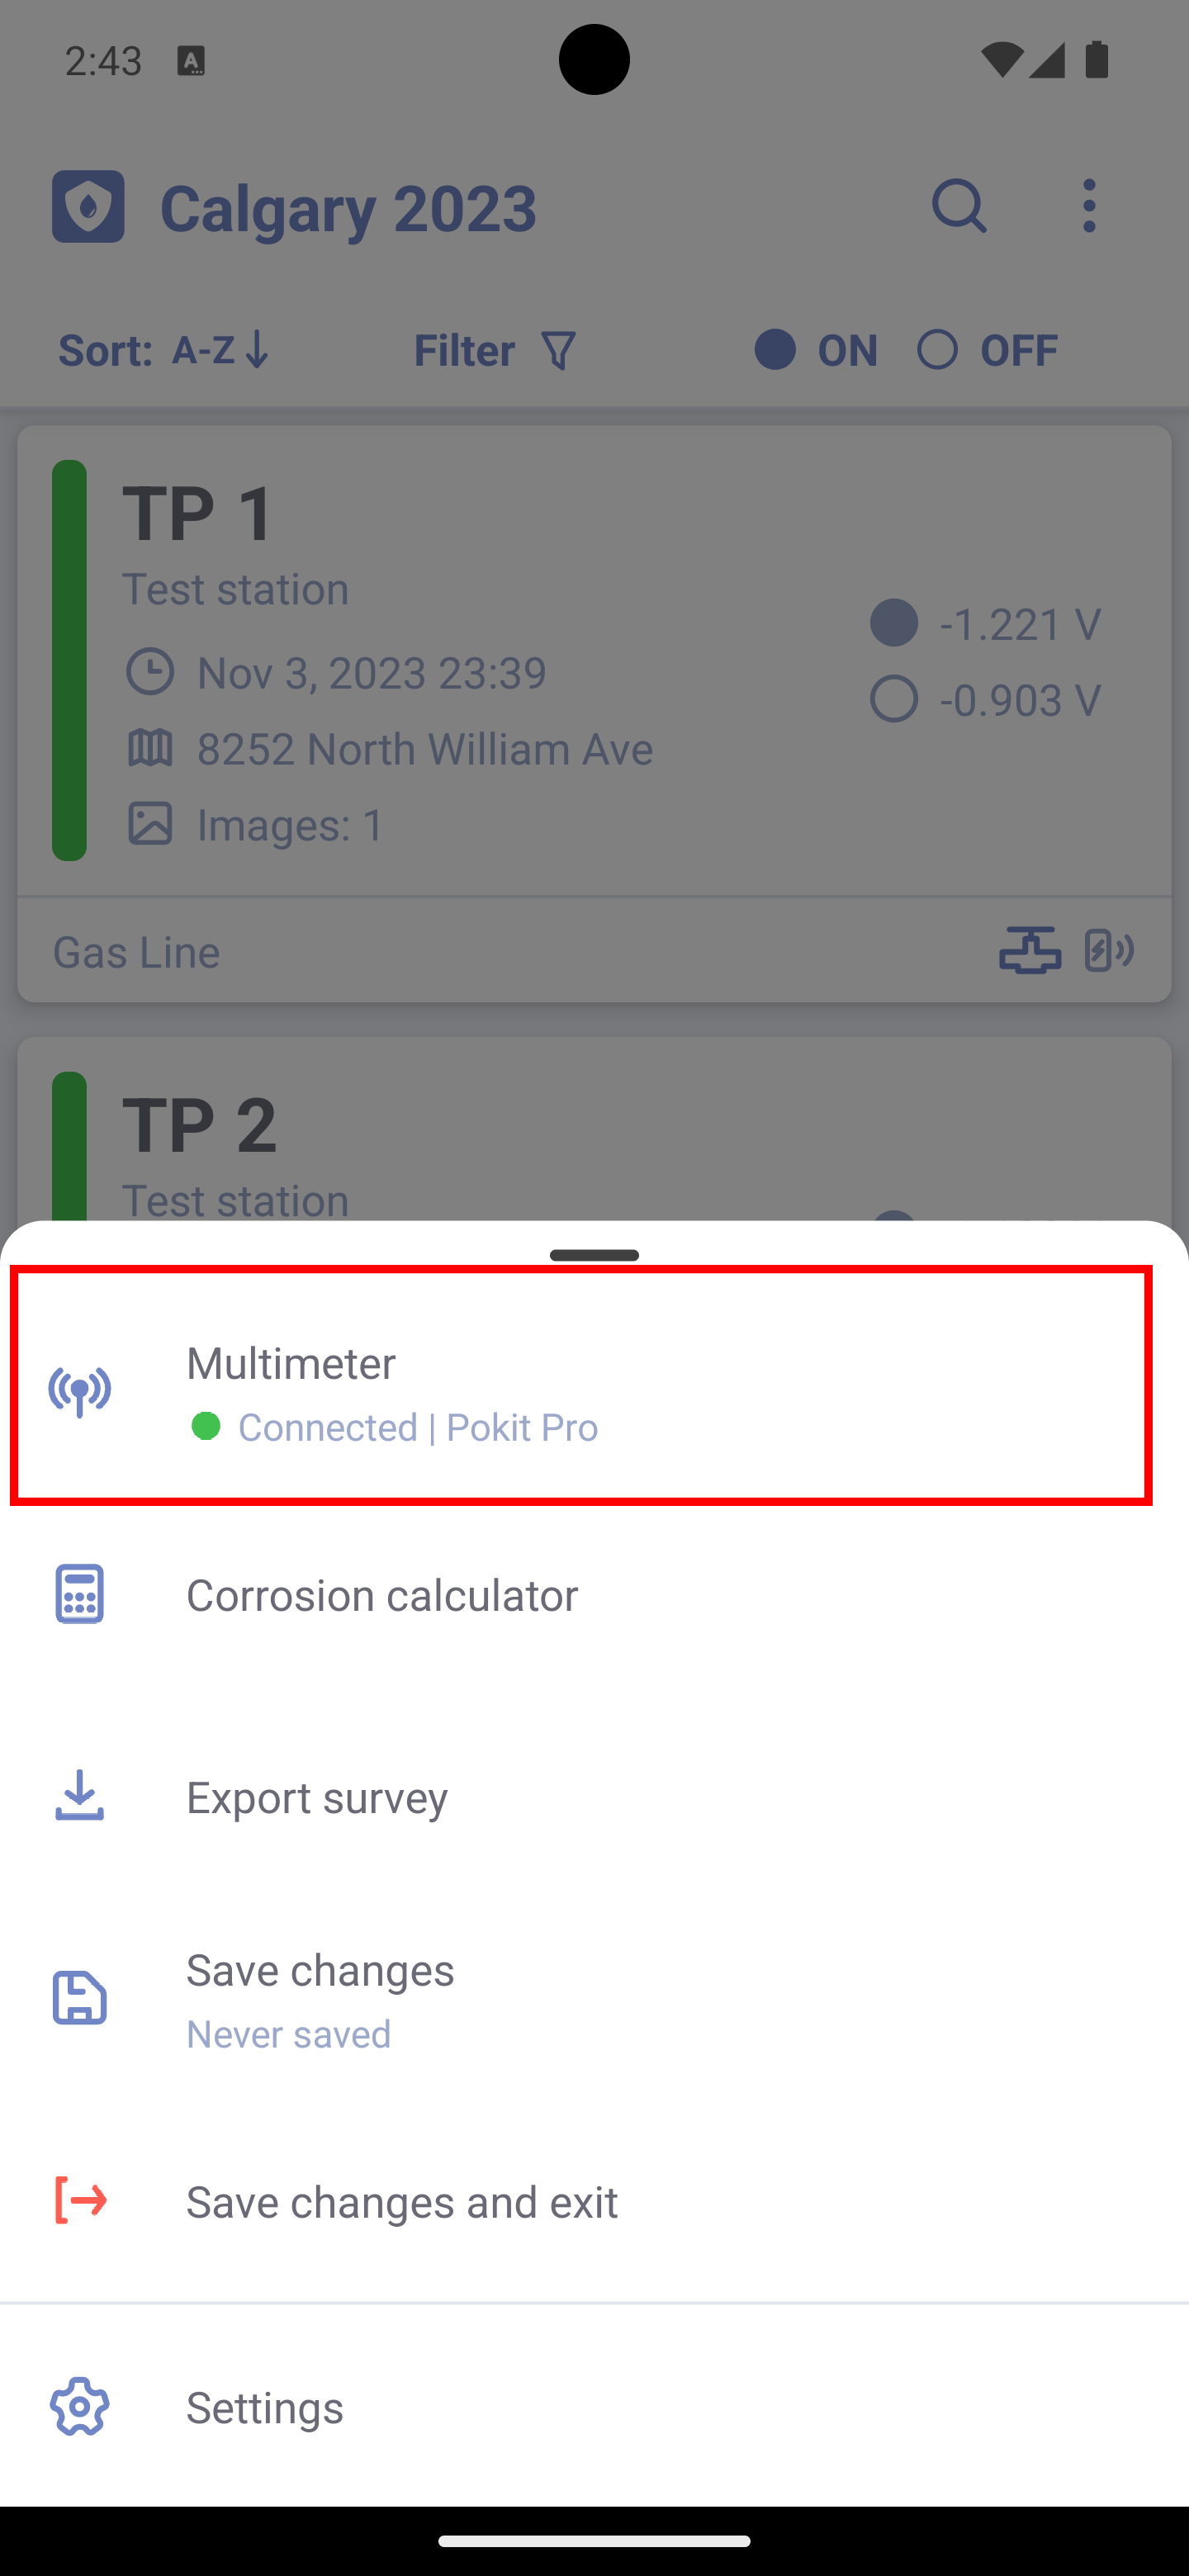 2:43
Calgary 2023
Sort: A-Z Filter ON OFF
TP 1
Test station
-1.221 V
Nov 3, 2023 23:39
-0.903 V
8252 North William Ave
Images: 1
Gas Line
TP 2
Test station
Multimeter
Connected | Pokit Pro
Corrosion calculator
Export survey
Save changes
Never saved
Save changes and exit
Settings